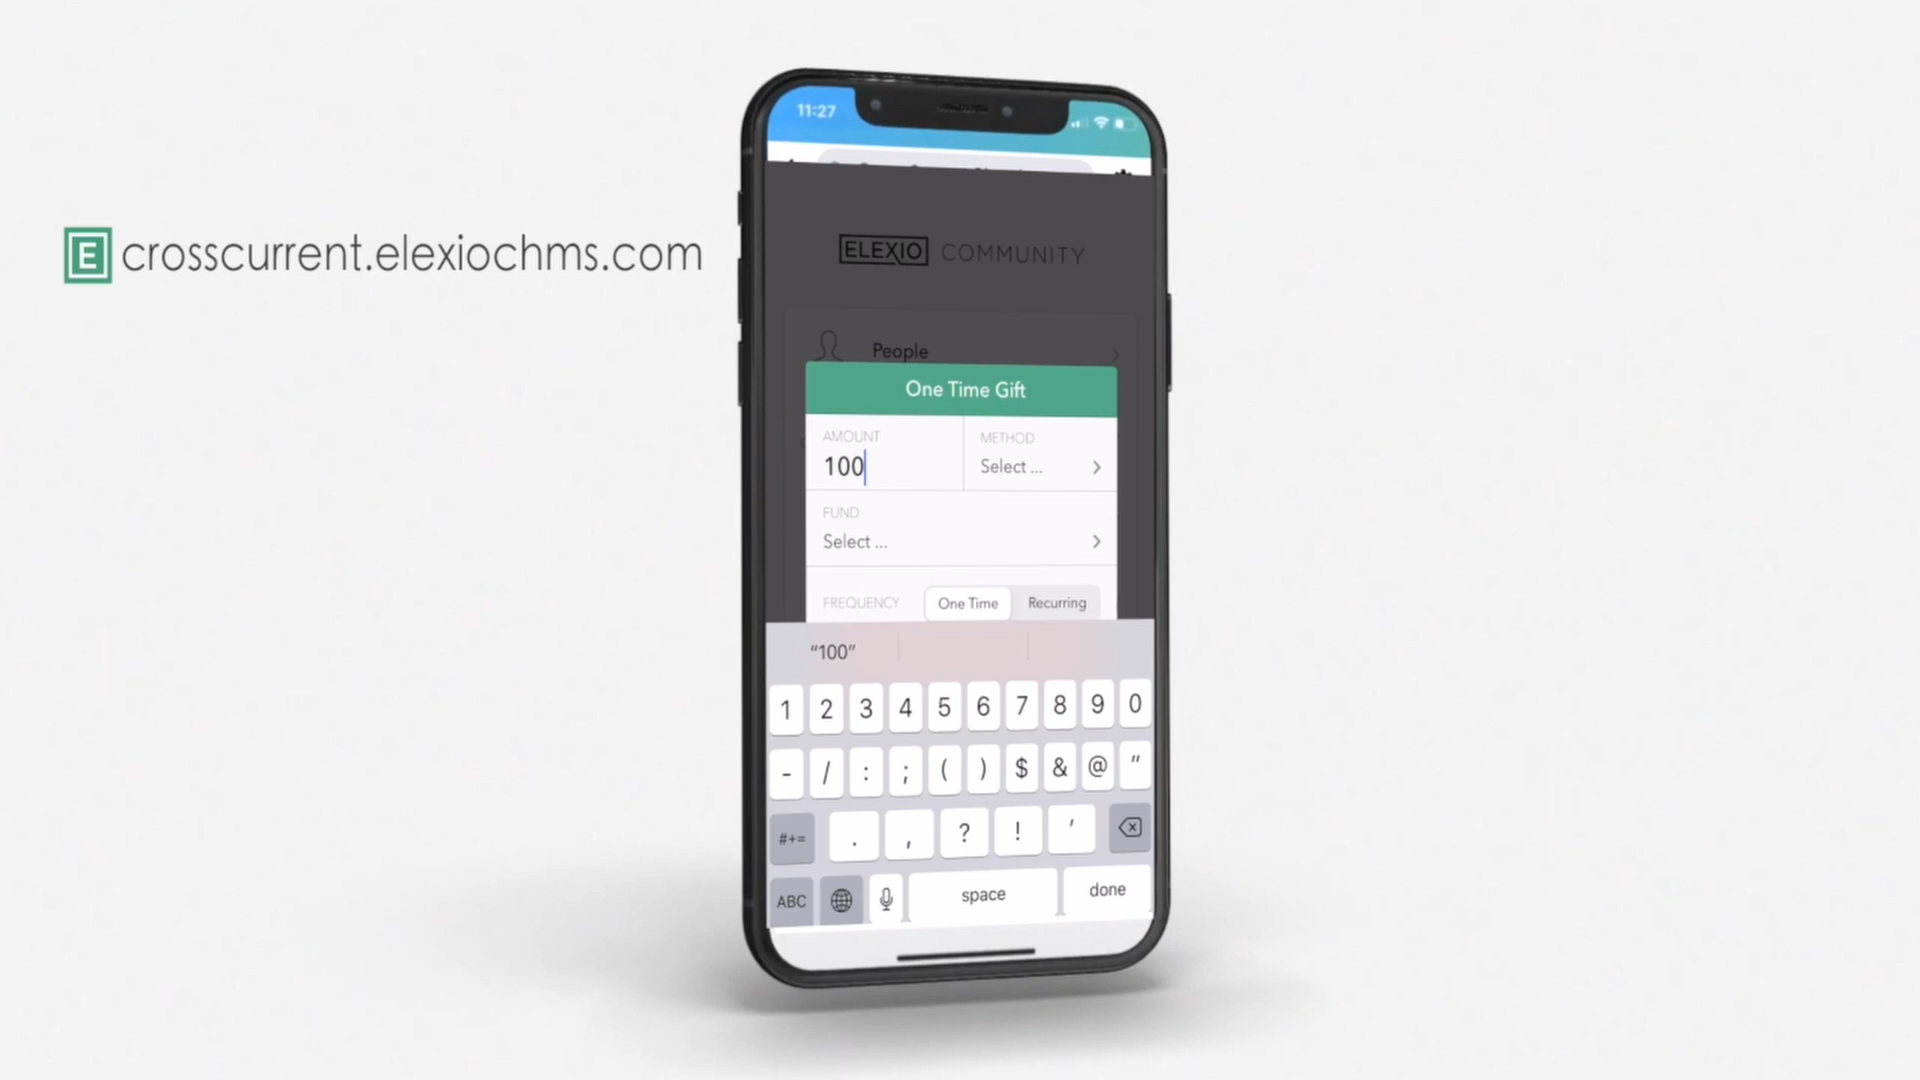 11:27
E crosscurrent.elexiochms.com
ELEXIO COMMUNITY
People
One Time Gift
AMOUNT METHOD
100 Select ...
FUND
Select ...
FREQUENCY One Time Recurring
“100”
1 2 3 4 5 6 7 8 9 0
- / : ; ( ) $ & @ "
#+= . , ? ! '
ABC space done